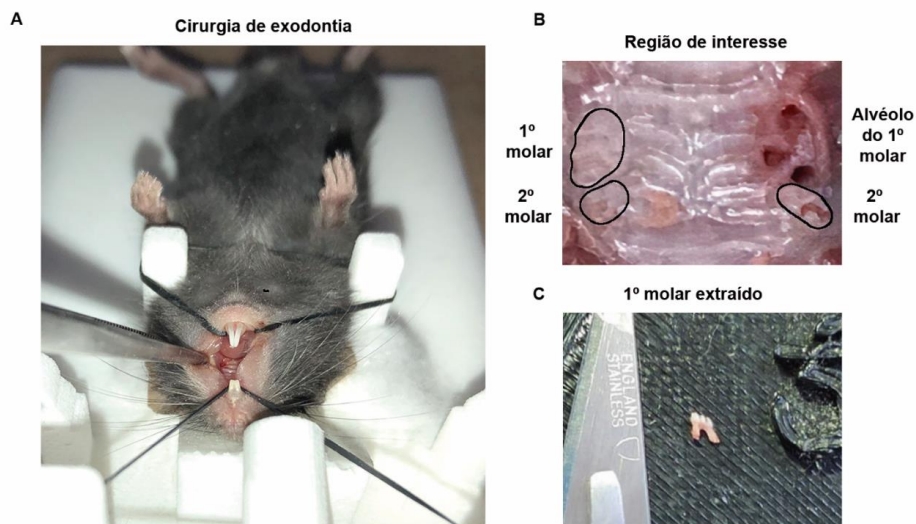 A
Cirurgia de exodontia
B
Região de interesse
1º
molar
2º
molar
Alvéolo
do 1º
molar
2º
molar
C
1º molar extraído
ENGLAND
STAINLESS